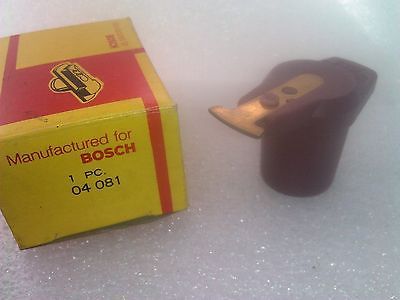 Manufactured for
BOSCH
1 PC.
04 081